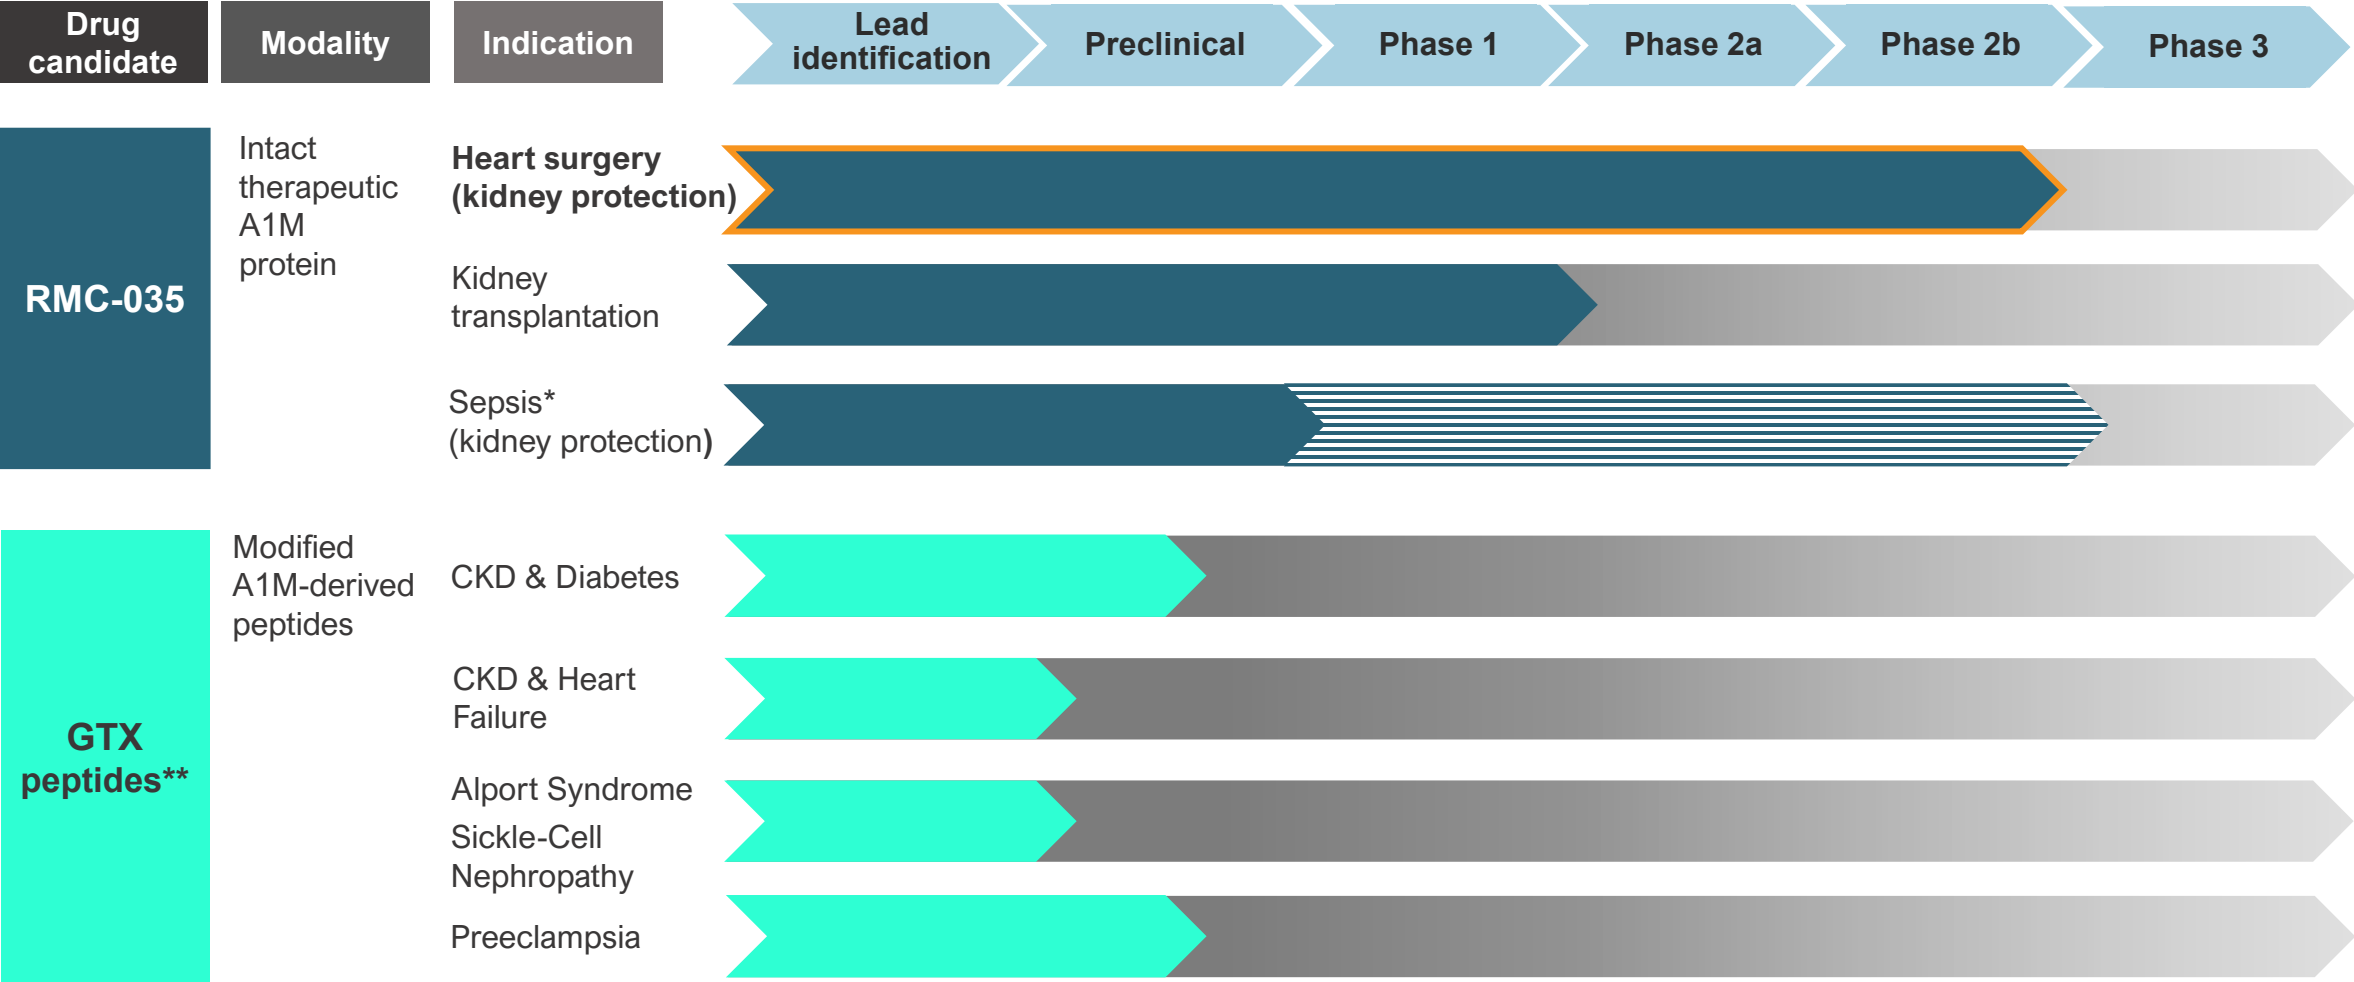 Drug
candidate
Modality
Indication
Lead
identification
Preclinical
Phase 1
Phase 2a
Phase 2b
Phase 3
RMC-035
Intact
therapeutic
A1M
protein
Heart surgery
(kidney protection)
Kidney
transplantation
Sepsis*
(kidney protection)
GTX
peptides**
Modified
A1M-derived
peptides
CKD & Diabetes
CKD & Heart
Failure
Alport Syndrome
Sickle-Cell
Nephropathy
Preeclampsia